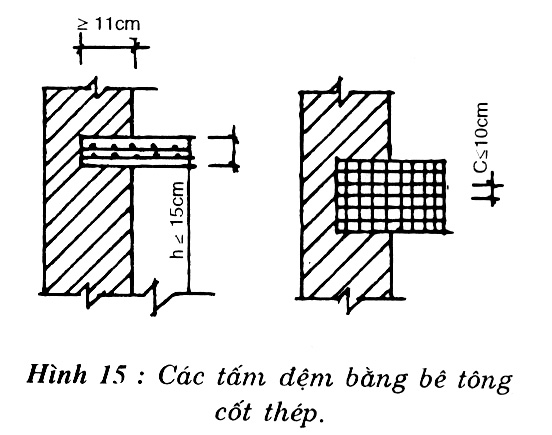 ≥ 11cm
h ≤ 15cm
C≤10cm
Hình 15 : Các tấm đệm bằng bê tông
cốt thép.